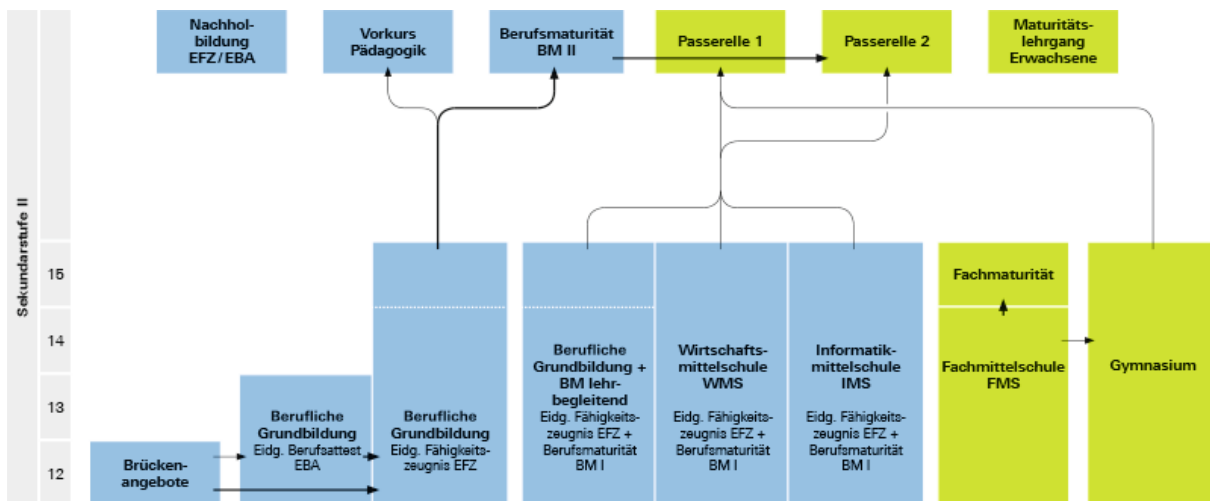 Nachhol-
bildung
EFZ/EBA
Vorkurs
Pädagogik
Berufsmaturität
BM II
Passerelle 1
Passerelle 2
Maturitäts-
lehrgang
Erwachsene
Sekundarstufe II
15
14
13
12
Brücken-
angebote
Berufliche
Grundbildung
Eidg. Berufsattest
EBA
Berufliche
Grundbildung
Eidg. Fähigkeits-
zeugnis EFZ
Berufliche
Grundbildung +
BM lehr-
begleitend
Eidg. Fähigkeits-
zeugnis EFZ +
Berufsmaturität
BM I
Wirtschafts-
mittelschule
WMS
Eidg. Fähigkeits-
zeugnis EFZ +
Berufsmaturität
BM I
Informatik-
mittelschule
IMS
Eidg. Fähigkeits-
zeugnis EFZ +
Berufsmaturität
BM I
Fachmaturität
Fachmittelschule
FMS
Gymnasium